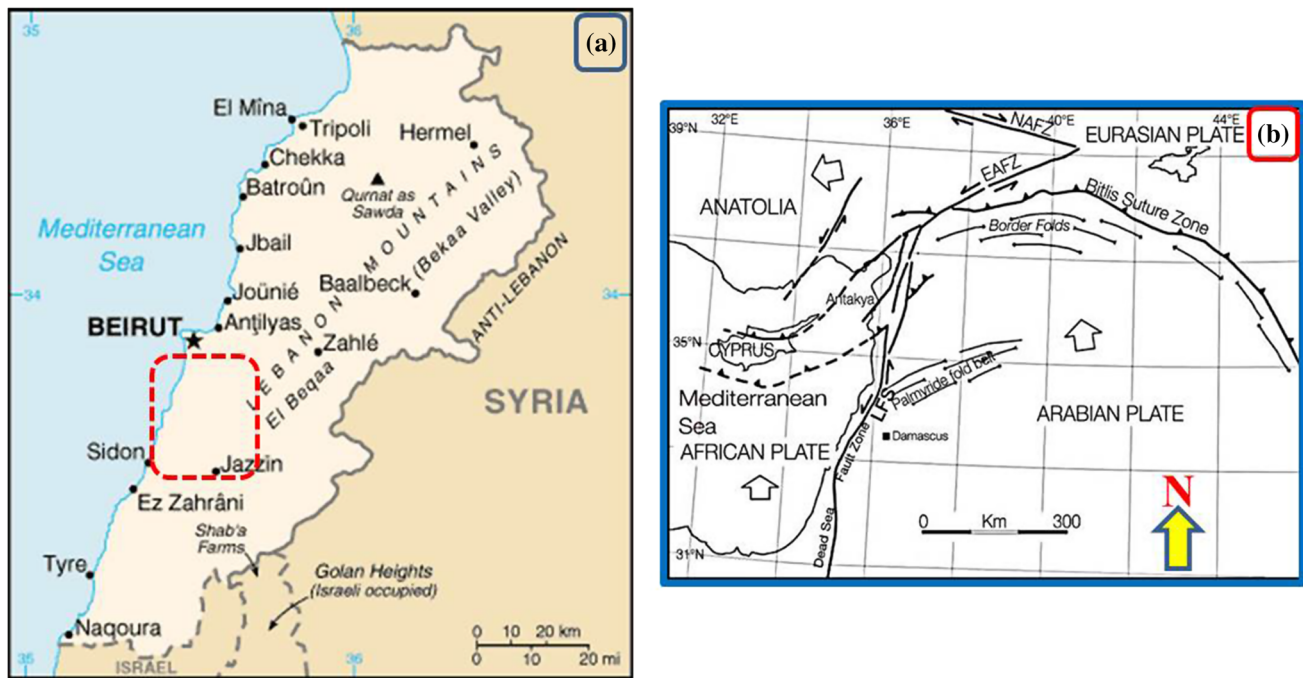 35
36
(a)
El Mîna
Tripoli
Hermel
Chekka
Batroûn
Qurnat as
Sawda
Mediterranean
Sea
Jbail
LEBANON MOUNTAINS
(Bekaa Valley)
El Beqaa
Baalbeck
ANTI-LEBANON
34
34
Joünié
BEIRUT
Anţilyas
Zahlé
SYRIA
Sidon
Jazzin
Ez Zahrâni
Shab'a
Farms
Tyre
Golan Heights
(Israeli occupied)
Naqoura
ISRAEL
0 10 20 km
0 10 20 mi
35
36
32°E
36°E
40°E
44°E
39°N
NAFZ
EURASIAN PLATE
(b)
EAFZ
ANATOLIA
Bitlis Suture Zone
Border Folds
Antakya
35°N
CYPRUS
Palmyride fold belt
Mediterranean
Sea
LFS
ARABIAN PLATE
Damascus
AFRICAN PLATE
Dead Sea Fault Zone
N
0 Km 300
31°N